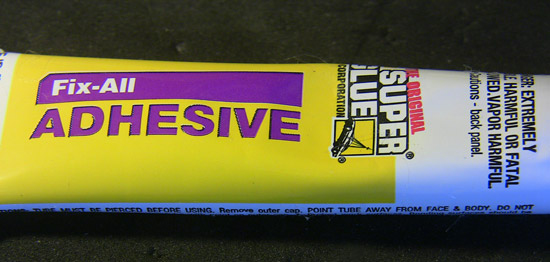 Fix-All
ADHESIVE
THE ORIGINAL
SUPER
GLUE®
CORPORATION
®
EXTREMELY
HARMFUL OR FATAL
VAPOR HARMFUL.
- back panel.
TUBE MUST BE PIERCED BEFORE USING. Remove outer cap. POINT TUBE AWAY FROM FACE & BODY. DO NOT